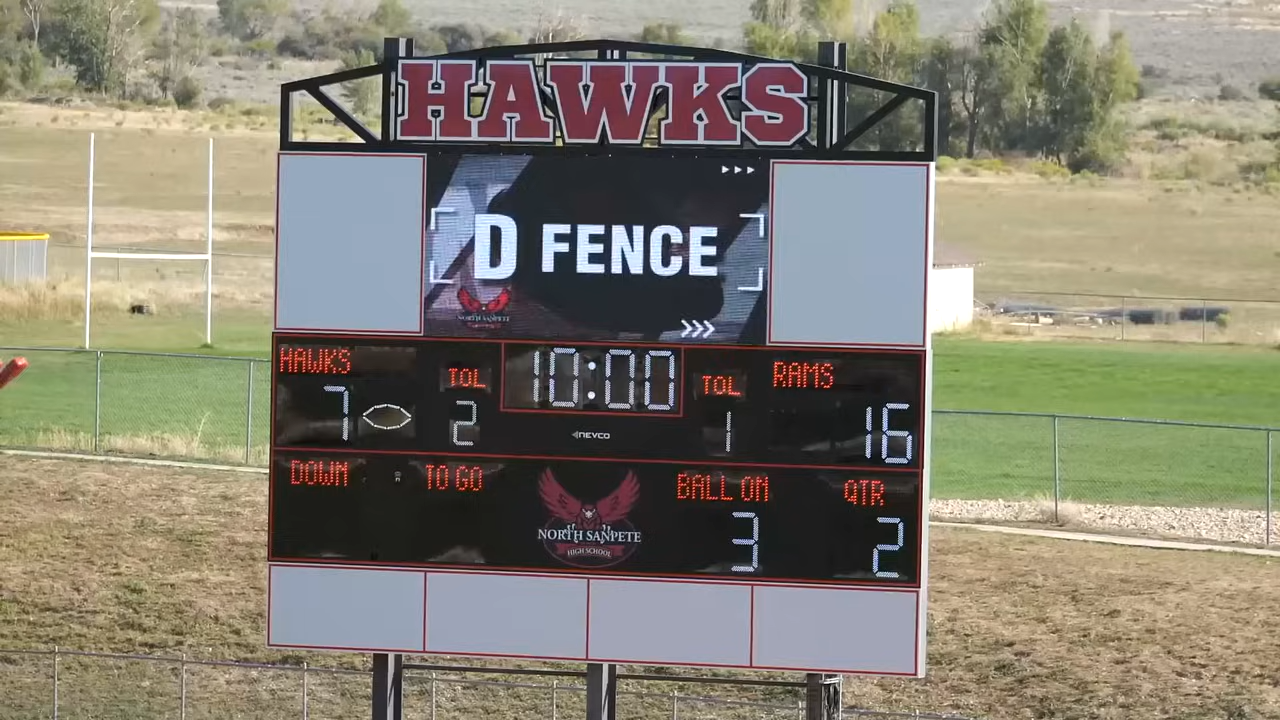 HAWKS
D FENCE
NORTH SANPETE
HAWKS
TOL
10:00
TOL
RAMS
7
2
NEVCO
1
16
DOWN
TO GO
BALL ON
QTR
NORTH SANPETE
HIGH SCHOOL
3
2